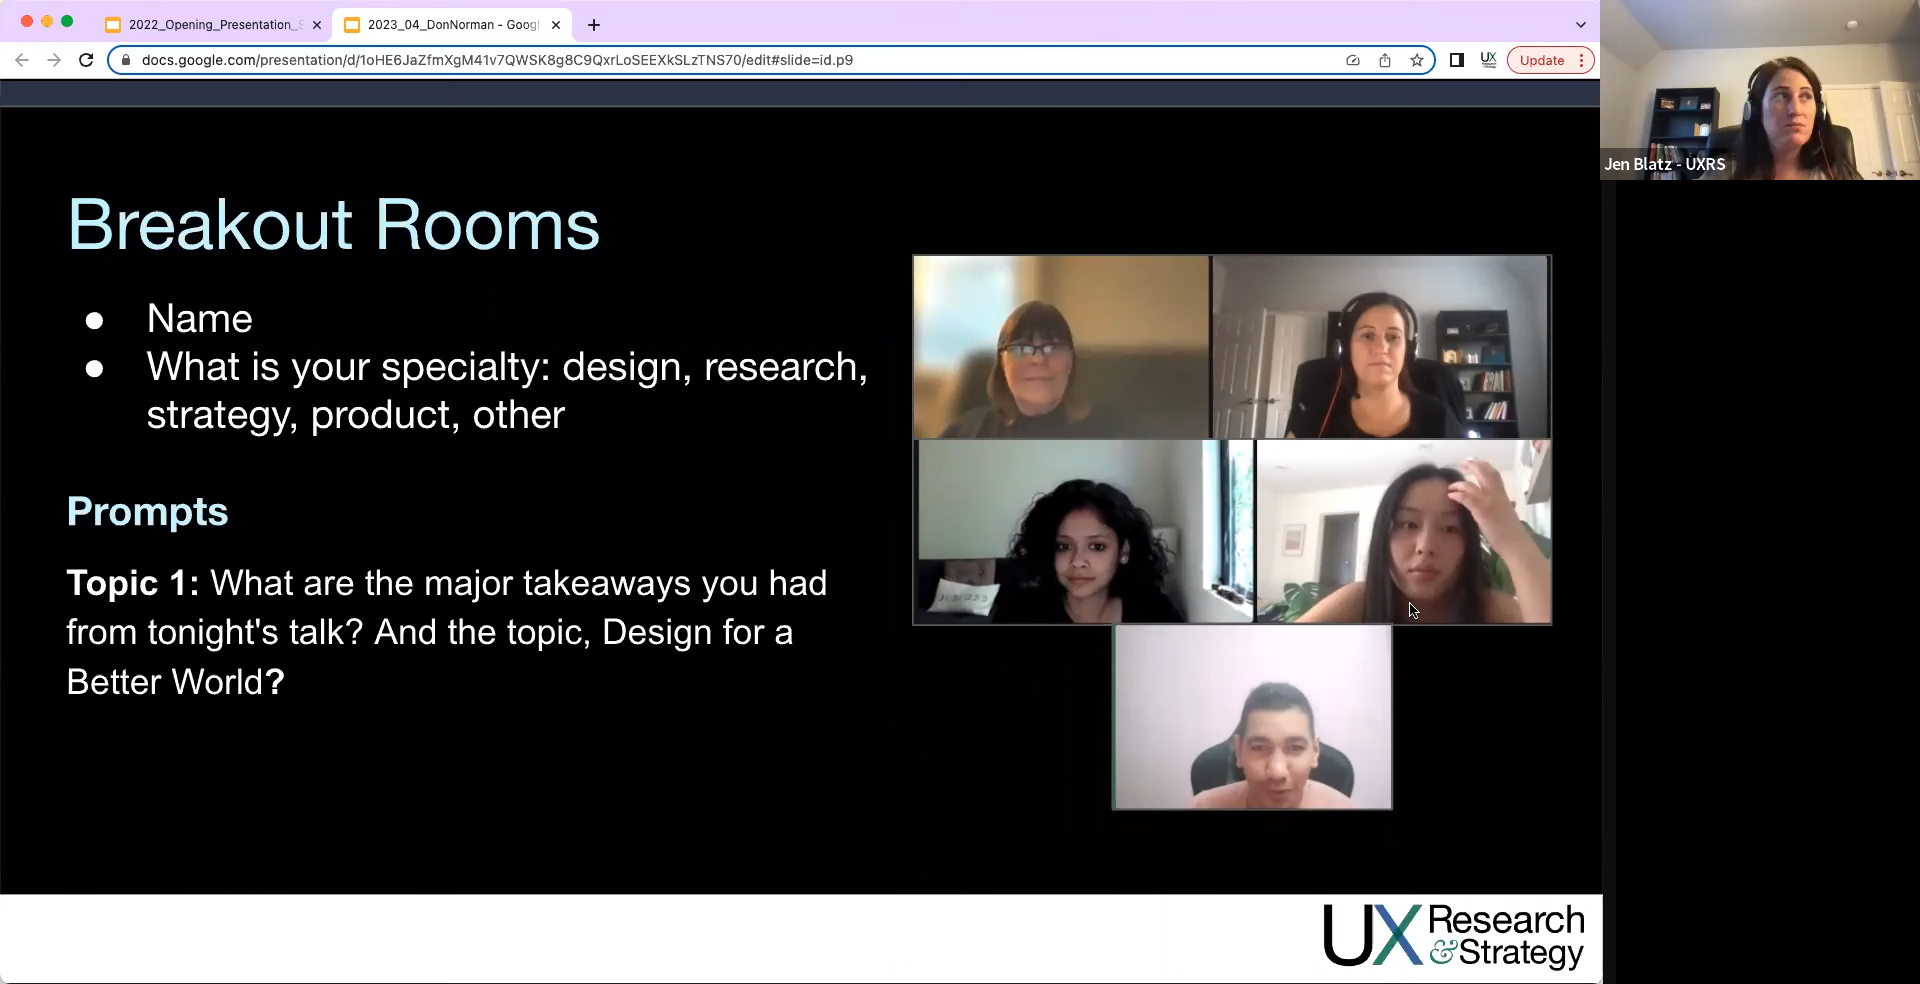 2022_Opening_Presentation_S
2023_04_DonNorman - Googl
docs.google.com/presentation/d/1oHE6JaZfmXgM41v7QWSK8g8C9QxrLoSEEXkSLzTNS70/edit#slide=id.p9
UX
Update
Jen Blatz - UXRS
Breakout Rooms
● Name
● What is your specialty: design, research,
strategy, product, other
Prompts
Topic 1: What are the major takeaways you had
from tonight's talk? And the topic, Design for a
Better World?
UX Research
& Strategy